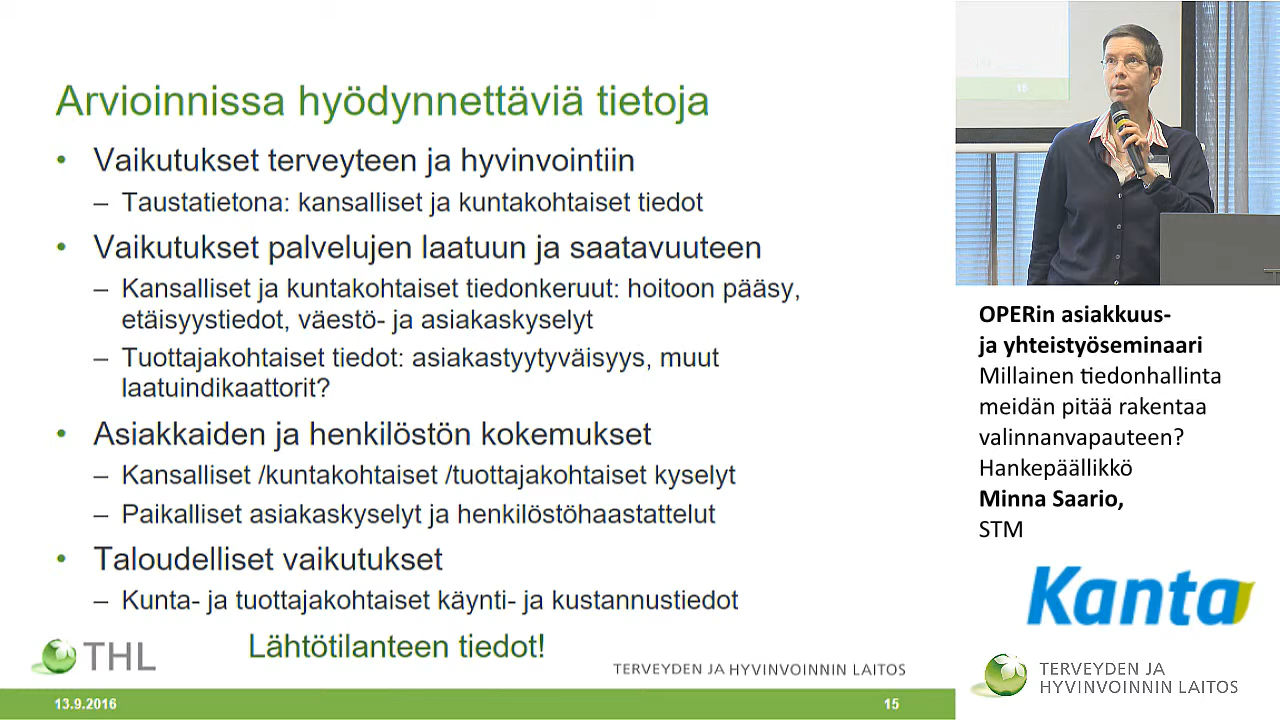 Arvioinnissa hyödynnettäviä tietoja
• Vaikutukset terveyteen ja hyvinvointiin
– Taustatietona: kansalliset ja kuntakohtaiset tiedot
• Vaikutukset palvelujen laatuun ja saatavuuteen
– Kansalliset ja kuntakohtaiset tiedonkeruut: hoitoon pääsy,
etäisyystiedot, väestö- ja asiakaskyselyt
– Tuottajakohtaiset tiedot: asiakastyytyväisyys, muut
laatuindikaattorit?
• Asiakkaiden ja henkilöstön kokemukset
– Kansalliset /kuntakohtaiset /tuottajakohtaiset kyselyt
– Paikalliset asiakaskyselyt ja henkilöstöhaastattelut
• Taloudelliset vaikutukset
– Kunta- ja tuottajakohtaiset käynti- ja kustannustiedot
Lähtötilanteen tiedot!
THL
TERVEYDEN JA HYVINVOINNIN LAITOS
13.9.2016
15
15
OPERin asiakkuus-
ja yhteistyöseminaari
Millainen tiedonhallinta
meidän pitää rakentaa
valinnanvapauteen?
Hankepäällikkö
Minna Saario,
STM
Kanta
TERVEYDEN JA
HYVINVOINNIN LAITOS